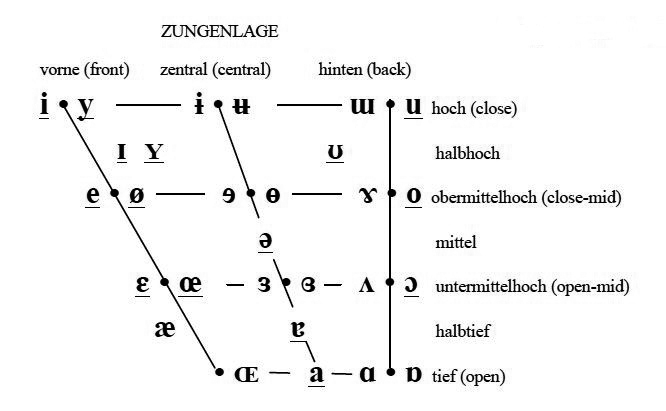 ZUNGENLAGE
vorne (front) zentral (central) hinten (back)
i y ɨ ʉ ɯ u hoch (close)
ɪ ʏ ʊ halbhoch
e ø ɘ ɵ ɤ o obermittelhoch (close-mid)
ə mittel
ɛ œ ɜ ɞ ʌ ɔ untermittelhoch (open-mid)
æ ɐ halbtief
ɶ a ɑ ɒ tief (open)